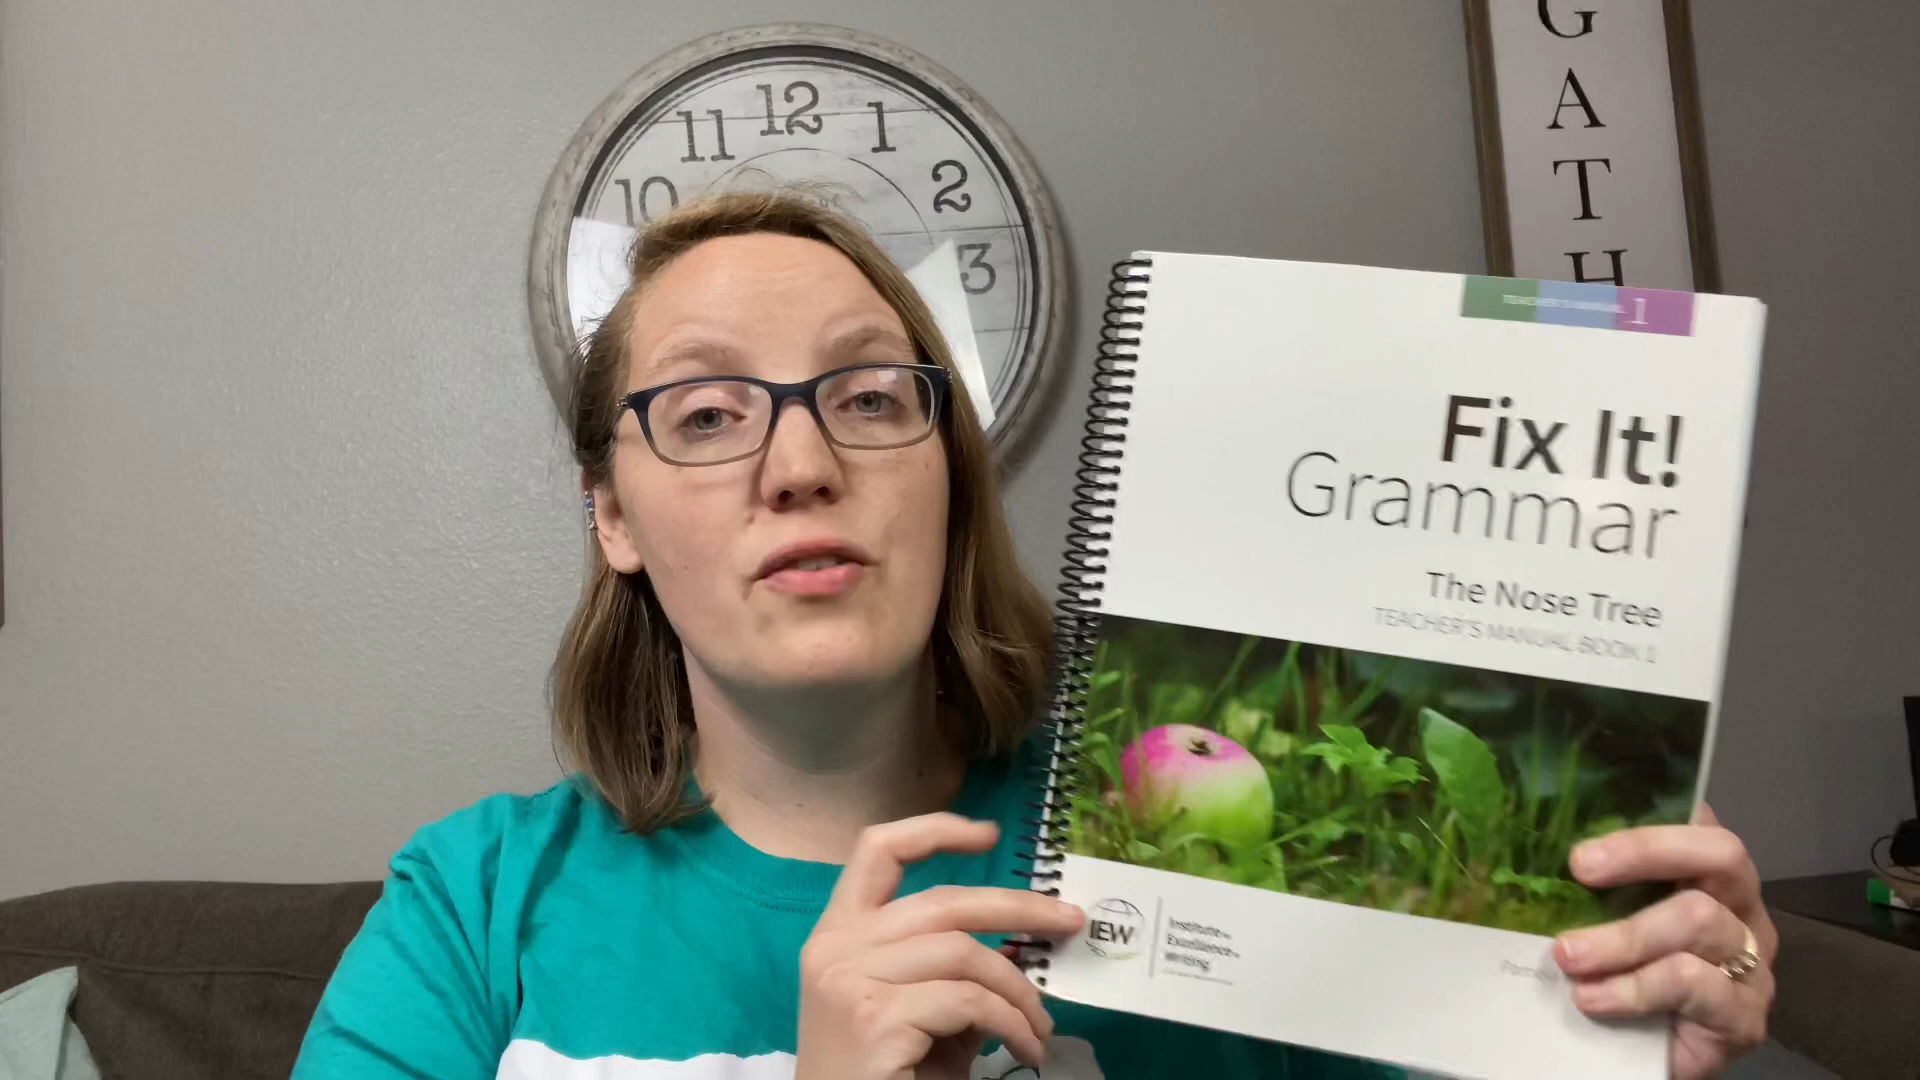 12
11
1
10
2
3
G
A
T
H
TEACHER'S MANUAL 1
Fix It!
Grammar
The Nose Tree
TEACHER'S MANUAL BOOK 1
IEW
Institute for
Excellence in
Writing